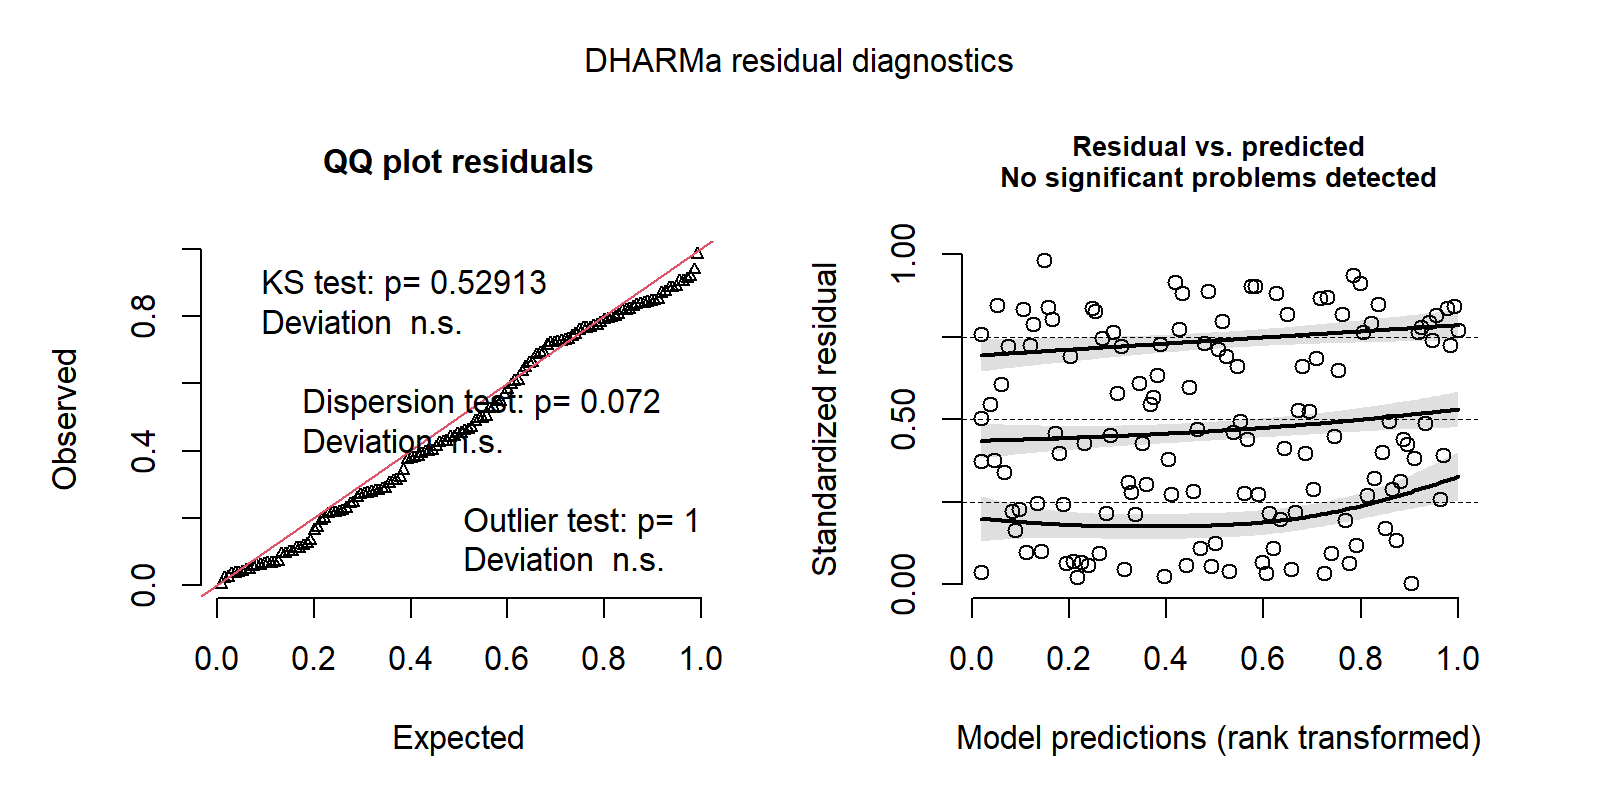 DHARMa residual diagnostics
QQ plot residuals
KS test: p= 0.52913
Deviation n.s.
Dispersion test: p= 0.072
Deviation n.s.
Outlier test: p= 1
Deviation n.s.
Observed
0.0
0.4
0.8
0.0 0.2 0.4 0.6 0.8 1.0
Expected
Residual vs. predicted
No significant problems detected
Standardized residual
0.00
0.50
1.00
0.0 0.2 0.4 0.6 0.8 1.0
Model predictions (rank transformed)